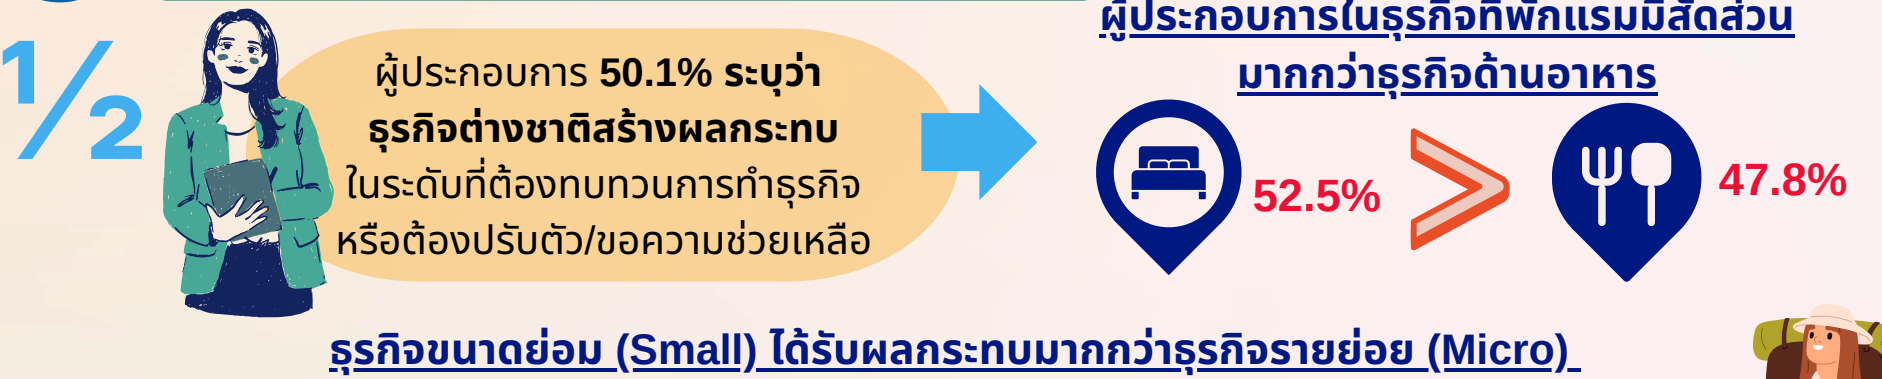 ½
ผู้ประกอบการ 50.1% ระบุว่า
ธุรกิจต่างชาติสร้างผลกระทบ
ในระดับที่ต้องทบทวนการทำธุรกิจ
หรือต้องปรับตัว/ขอความช่วยเหลือ
ผู้ประกอบการในธุรกิจที่พักแรมมีสัดส่วน
มากกว่าธุรกิจด้านอาหาร
52.5%
47.8%
ธุรกิจขนาดย่อม (Small) ได้รับผลกระทบมากกว่าธุรกิจรายย่อย (Micro)